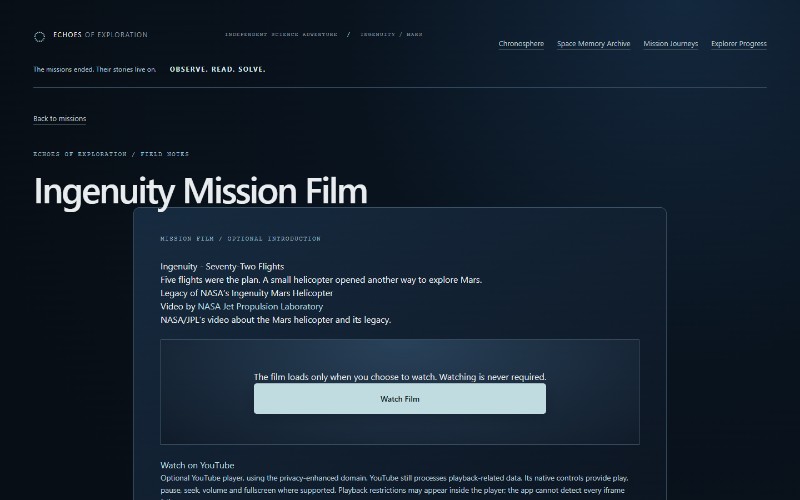 ECHOES OF EXPLORATION
INDEPENDENT SCIENCE ADVENTURE / INGENUITY / MARS
Chronosphere Space Memory Archive Mission Journeys Explorer Progress
The missions ended. Their stories live on. OBSERVE. READ. SOLVE.
Back to missions
ECHOES OF EXPLORATION / FIELD NOTES
Ingenuity Mission Film
MISSION FILM / OPTIONAL INTRODUCTION
Ingenuity - Seventy-Two Flights
Five flights were the plan. A small helicopter opened another way to explore Mars.
Legacy of NASA's Ingenuity Mars Helicopter
Video by NASA Jet Propulsion Laboratory
NASA/JPL's video about the Mars helicopter and its legacy.
The film loads only when you choose to watch. Watching is never required.
Watch Film
Watch on YouTube
Optional YouTube player, using the privacy-enhanced domain. YouTube still processes playback-related data. Its native controls provide play,
pause, seek, volume and fullscreen where supported. Playback restrictions may appear inside the player; the app cannot detect every iframe